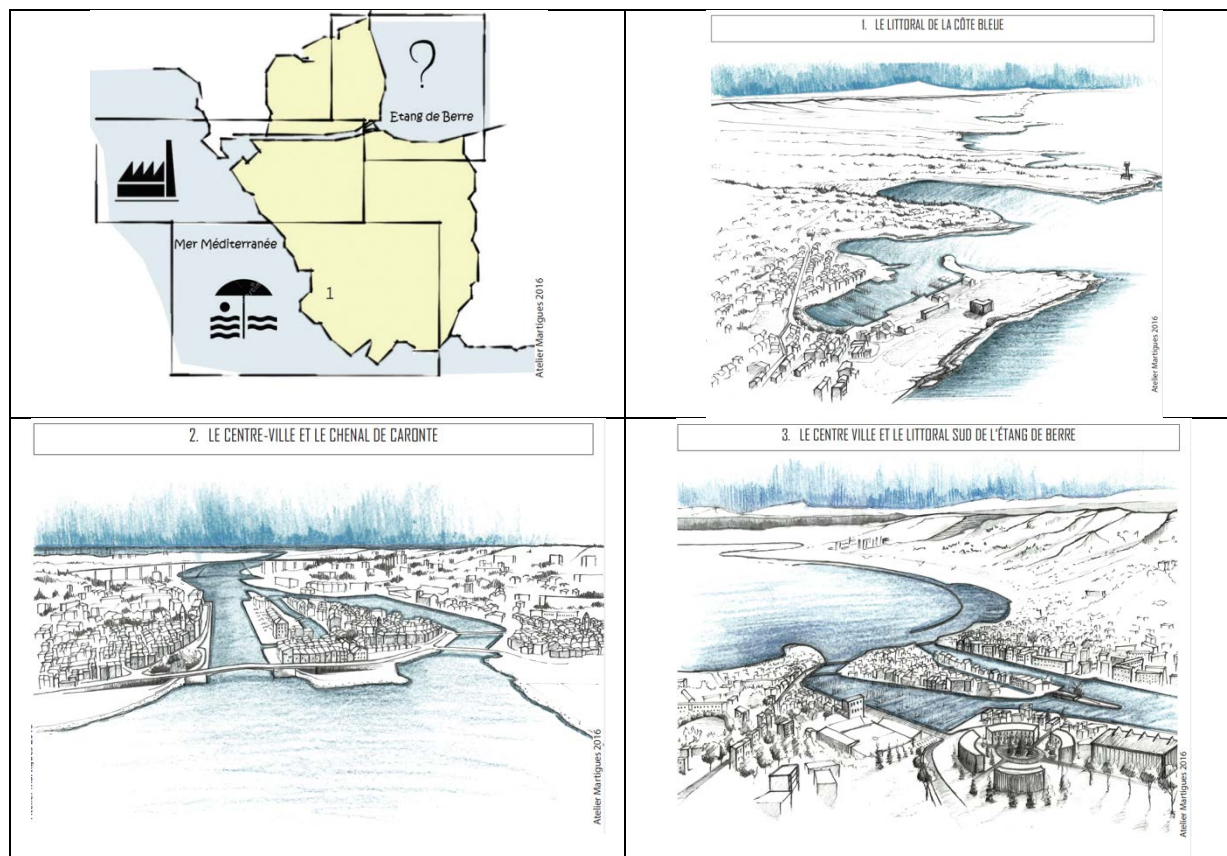 ?
Etang de Berre
Mer Méditerranée
1
Atelier Martigues 2016
1. LE LITTORAL DE LA CÔTE BLEUE
Atelier Martigues 2016
2. LE CENTRE-VILLE ET LE CHENAL DE CARONTE
Atelier Martigues 2016
3. LE CENTRE VILLE ET LE LITTORAL SUD DE L'ÉTANG DE BERRE
Atelier Martigues 2016